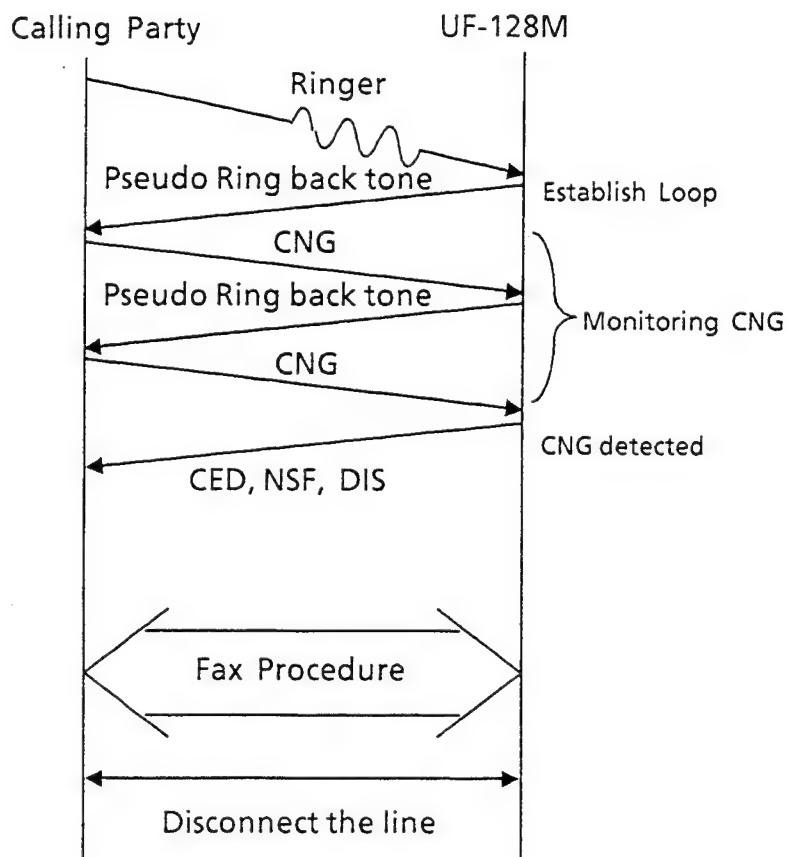 Calling Party
UF-128M
Ringer
Pseudo Ring back tone
Establish Loop
CNG
Pseudo Ring back tone
Monitoring CNG
CNG
CNG detected
CED, NSF, DIS
Fax Procedure
Disconnect the line